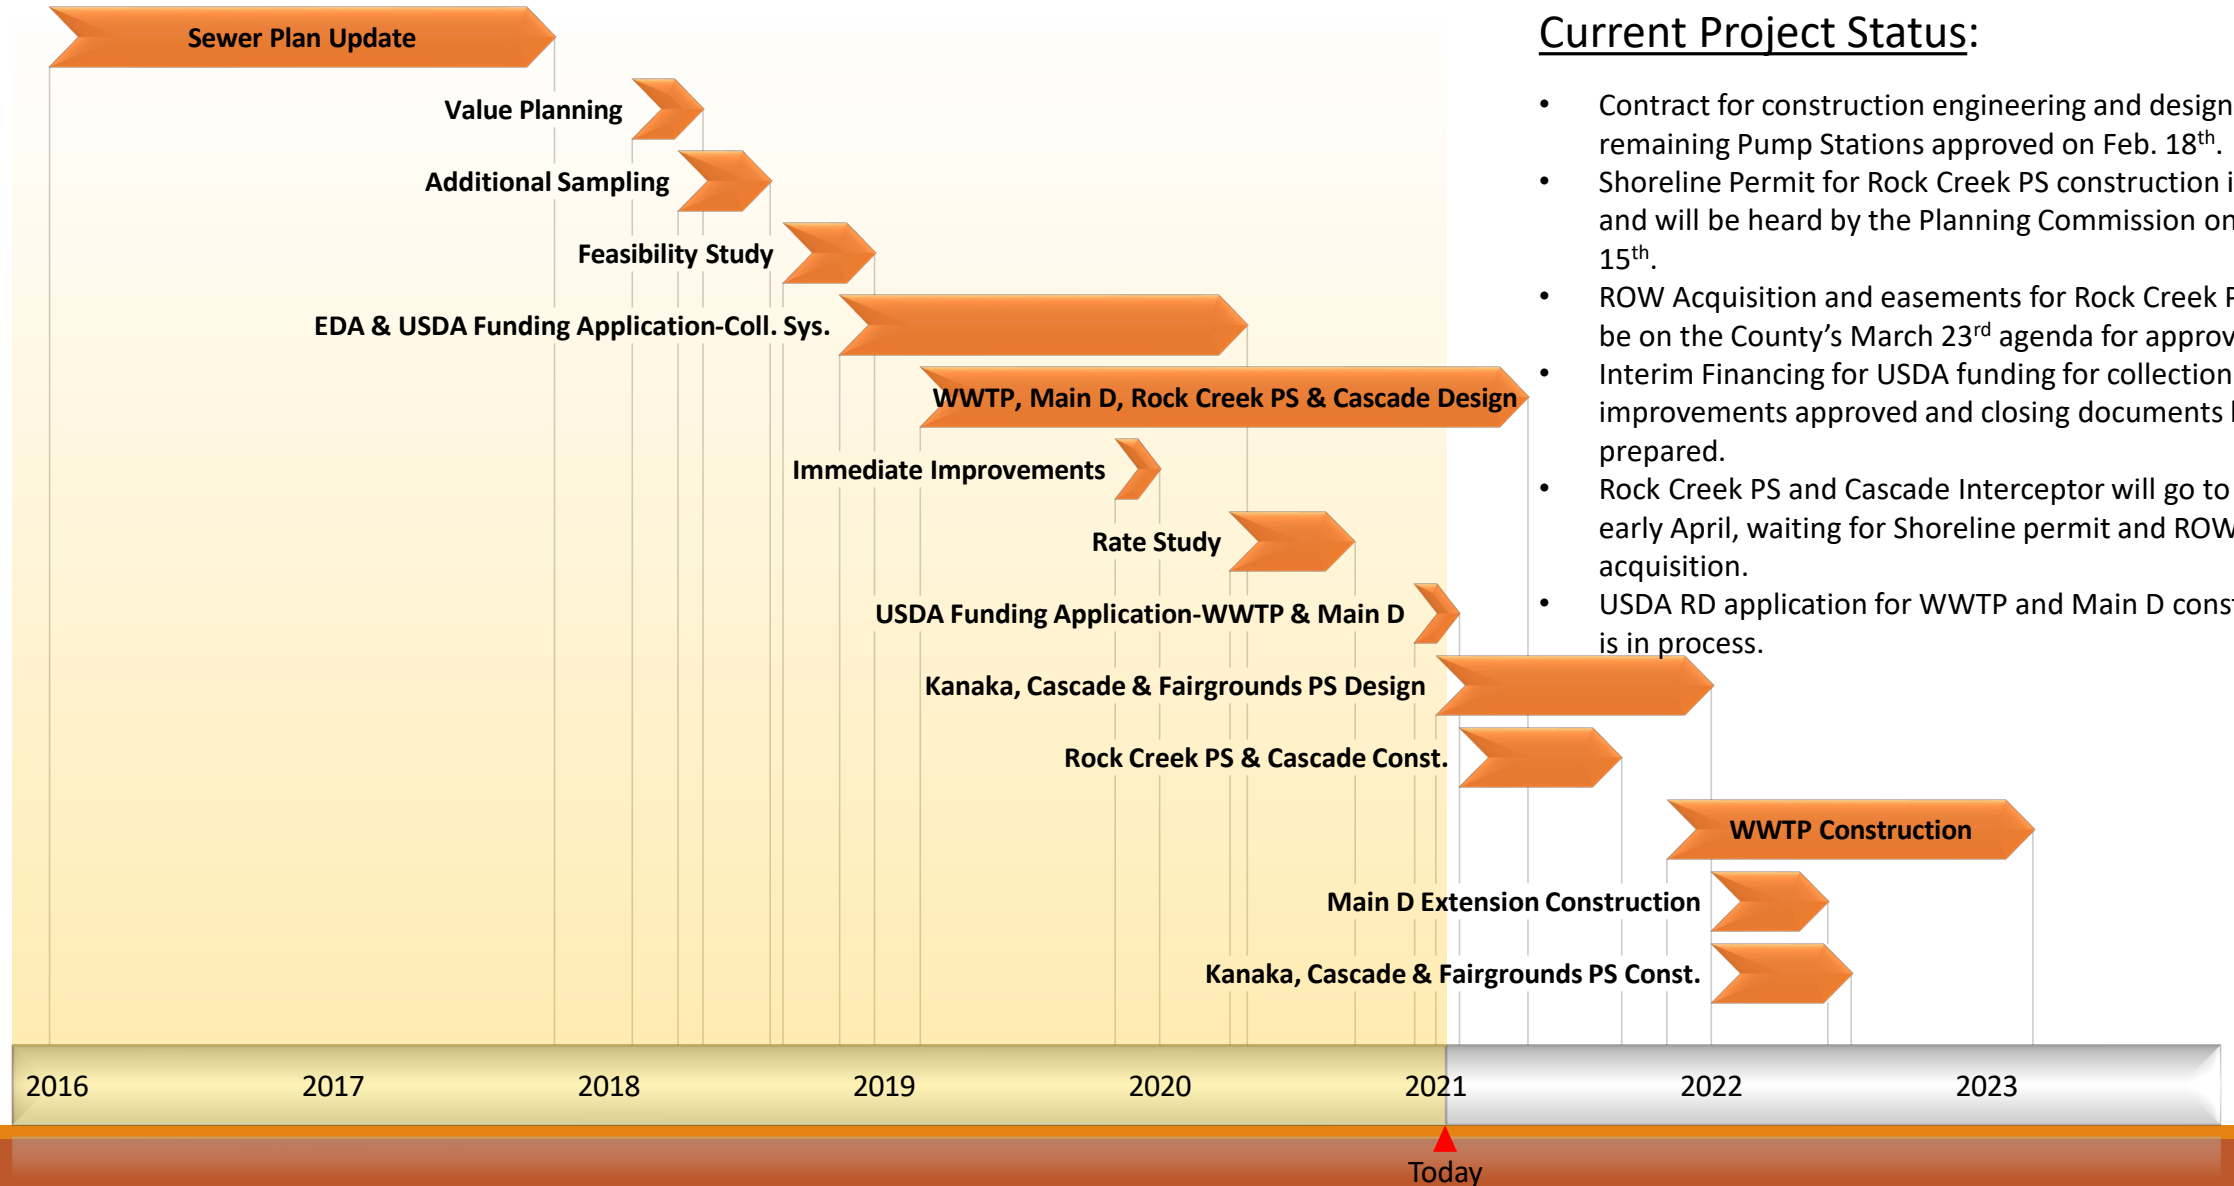 Sewer Plan Update
Value Planning
Additional Sampling
Feasibility Study
EDA & USDA Funding Application-Coll. Sys.
WWTP, Main D, Rock Creek PS & Cascade Design
Immediate Improvements
Rate Study
USDA Funding Application-WWTP & Main D
Kanaka, Cascade & Fairgrounds PS Design
Rock Creek PS & Cascade Const.
WWTP Construction
Main D Extension Construction
Kanaka, Cascade & Fairgrounds PS Const.
Current Project Status:
• Contract for construction engineering and design
remaining Pump Stations approved on Feb. 18th.
• Shoreline Permit for Rock Creek PS construction
and will be heard by the Planning Commission on
15th.
• ROW Acquisition and easements for Rock Creek
be on the County's March 23rd agenda for
• Interim Financing for USDA funding for collection
improvements approved and closing documents
prepared.
• Rock Creek PS and Cascade Interceptor will go to
early April, waiting for Shoreline permit and ROW
acquisition.
• USDA RD application for WWTP and Main D
is in process.
2016 2017 2018 2019 2020 2021 2022 2023
Today